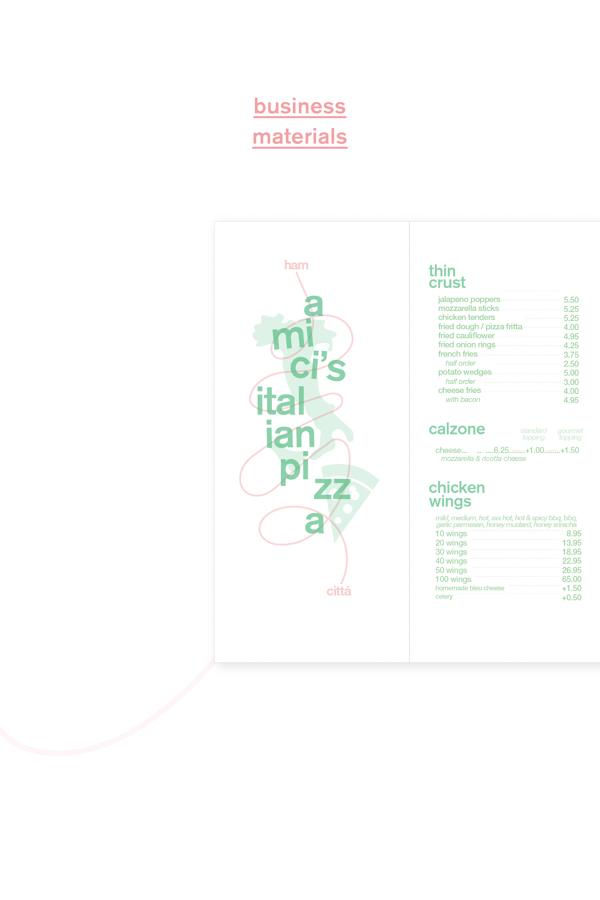 business
materials
ham
a
mi
ci's
ital
ian
pi
zz
a
cittá
thin
crust
jalapeno poppers 5.50
mozzarella sticks 5.25
chicken tenders 5.25
fried dough / pizza fritta 4.00
fried cauliflower 4.95
fried onion rings 4.25
french fries 3.75
half order 2.50
potato wedges 5.00
half order 3.00
cheese fries 4.00
with bacon 4.95
calzone standard topping gourmet topping
cheese... .. ....6.25........+1.00........+1.50
mozzarella & ricotta cheese
chicken
wings
mild, medium, hot, xxx hot, hot & spicy bbq, bbq,
garlic parmesan, honey mustard, honey sriracha
10 wings 8.95
20 wings 13.95
30 wings 18.95
40 wings 22.95
50 wings 26.95
100 wings 65.00
homemade bleu cheese +1.50
celery +0.50